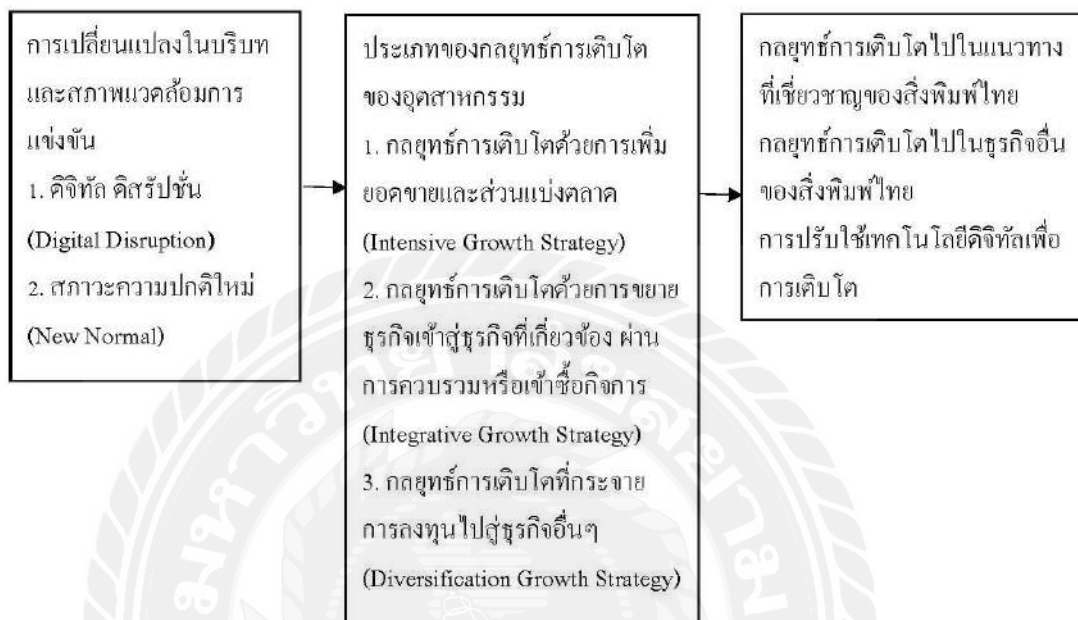 การเปลี่ยนแปลงในบริบท
และสภาพแวดล้อมการ
แข่งขัน
1. ดิจิทัล ดิสรัปชั่น
(Digital Disruption)
2. สภาวะความปกติใหม่
(New Normal)
ประเภทของกลยุทธ์การเติบโต
ของอุตสาหกรรม
1. กลยุทธ์การเติบโตด้วยการเพิ่ม
ยอดขายและส่วนแบ่งตลาด
(Intensive Growth Strategy)
2. กลยุทธ์การเติบโตด้วยการขยาย
ธุรกิจเข้าสู่ธุรกิจที่เกี่ยวข้อง ผ่าน
การควบรวมหรือเข้าซื้อกิจการ
(Integrative Growth Strategy)
3. กลยุทธ์การเติบโตที่กระจาย
การลงทุนไปสู่ธุรกิจอื่นๆ
(Diversification Growth Strategy)
กลยุทธ์การเติบโตไปในแนวทาง
ที่เชี่ยวชาญของสิ่งพิมพ์ไทย
กลยุทธ์การเติบโตไปในธุรกิจอื่น
ของสิ่งพิมพ์ไทย
การปรับใช้เทคโนโลยีดิจิทัลเพื่อ
การเติบโต
มหาวิทยาลัยสยาม